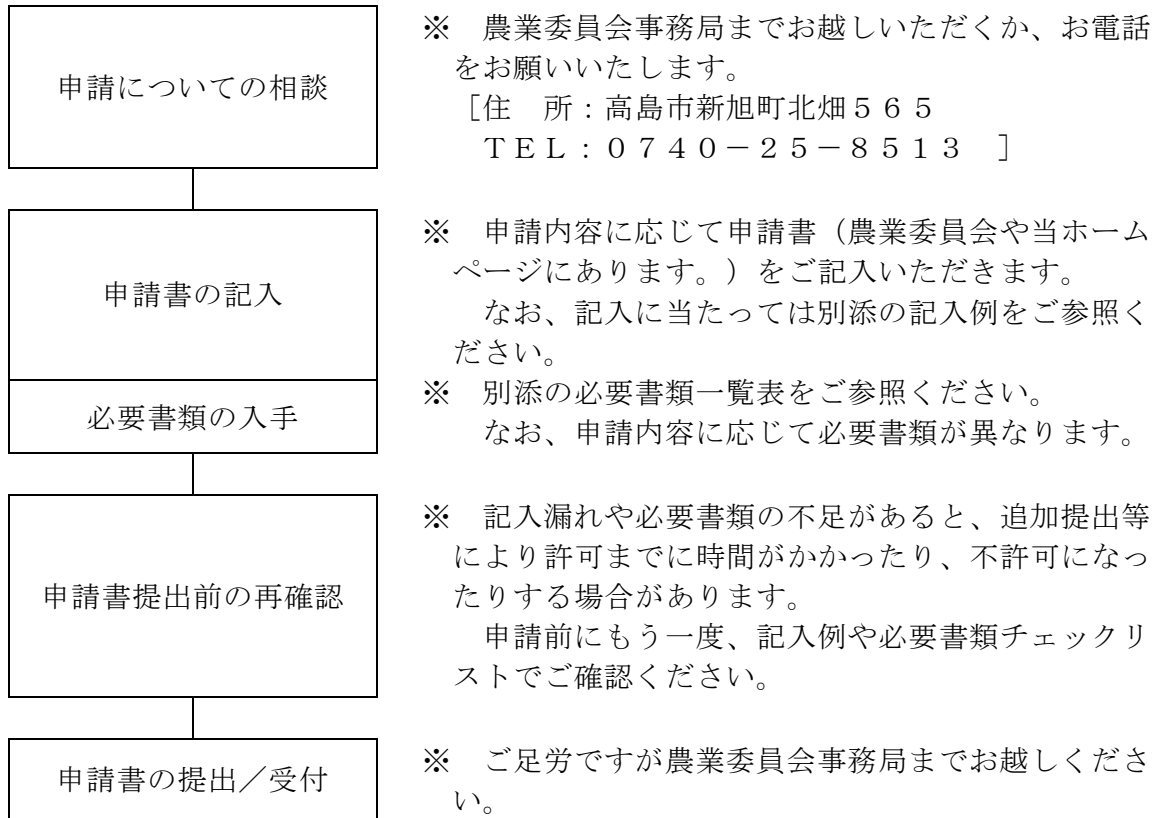 申請についての相談
※　農業委員会事務局までお越しいただくか、お電話
をお願いいたします。
［住　所：高島市新旭町北畑５６５
ＴＥＬ：０７４０－２５－８５１３　］
申請書の記入
※　申請内容に応じて申請書（農業委員会や当ホーム
ページにあります。）をご記入いただきます。
なお、記入に当たっては別添の記入例をご参照く
ださい。
必要書類の入手
※　別添の必要書類一覧表をご参照ください。
なお、申請内容に応じて必要書類が異なります。
申請書提出前の再確認
※　記入漏れや必要書類の不足があると、追加提出等
により許可までに時間がかかったり、不許可になっ
たりする場合があります。
申請前にもう一度、記入例や必要書類チェックリ
ストでご確認ください。
申請書の提出／受付
※　ご足労ですが農業委員会事務局までお越しくださ
い。